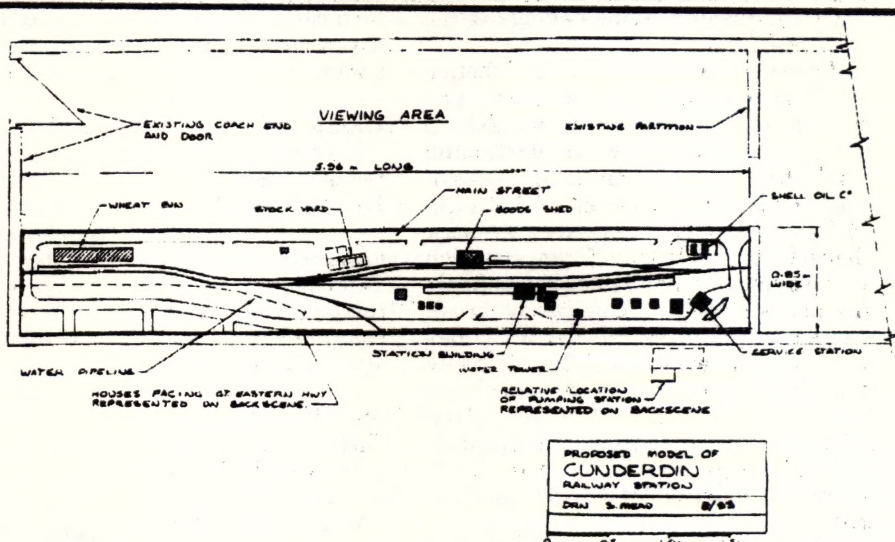 VIEWING AREA
EXISTING COACH END
AND DOOR
EXISTING PARTITION
5.96 m LONG
MAIN STREET
WHEAT BIN
STOCK YARD
GOODS SHED
SHELL OIL Cº
0.85m
WIDE
STATION BUILDING
WATER TOWER
SERVICE STATION
WATER PIPELINE
HOUSES FACING GT EASTERN HWY
REPRESENTED ON BACKSCENE.
RELATIVE LOCATION
OF PUMPING STATION
REPRESENTED ON BACKSCENE
PROPOSED MODEL OF
CUNDERDIN
RAILWAY STATION
DRN S. MEAD